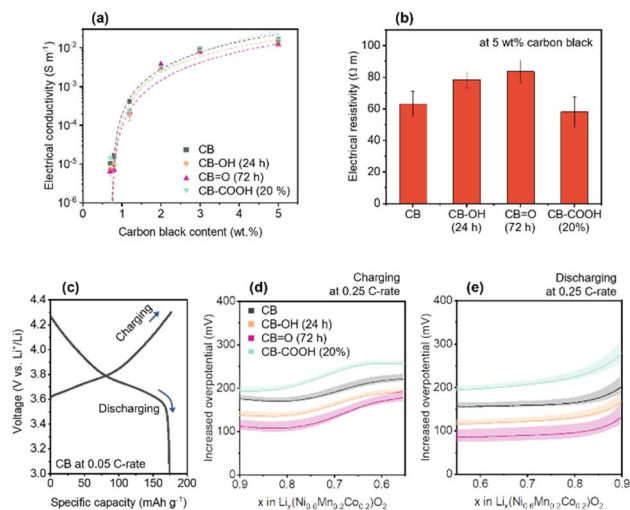 (a)
Electrical conductivity (S m⁻¹)
10⁻²
10⁻³
10⁻⁴
10⁻⁵
10⁻⁶
0 1 2 3 4 5
Carbon black content (wt.%)
CB
CB-OH (24 h)
CB=O (72 h)
CB-COOH (20 %)
(b)
at 5 wt% carbon black
Electrical resistivity (Ω m)
120
100
80
60
40
20
0
CB
CB-OH
(24 h)
CB=O
(72 h)
CB-COOH
(20%)
(c)
Voltage (V vs. Li⁺/Li)
4.4
4.2
4.0
3.8
3.6
3.4
3.2
3.0
Charging
Discharging
CB at 0.05 C-rate
0 50 100 150 200
Specific capacity (mAh g⁻¹)
(d)
Charging
at 0.25 C-rate
Increased overpotential (mV)
400
300
200
100
0
CB
CB-OH (24 h)
CB=O (72 h)
CB-COOH (20%)
0.9 0.8 0.7 0.6
x in Liₓ(Ni₀.₆Mn₀.₂Co₀.₂)O₂
(e)
Discharging
at 0.25 C-rate
Increased overpotential (mV)
400
300
200
100
0
0.6 0.7 0.8 0.9
x in Liₓ(Ni₀.₆Mn₀.₂Co₀.₂)O₂